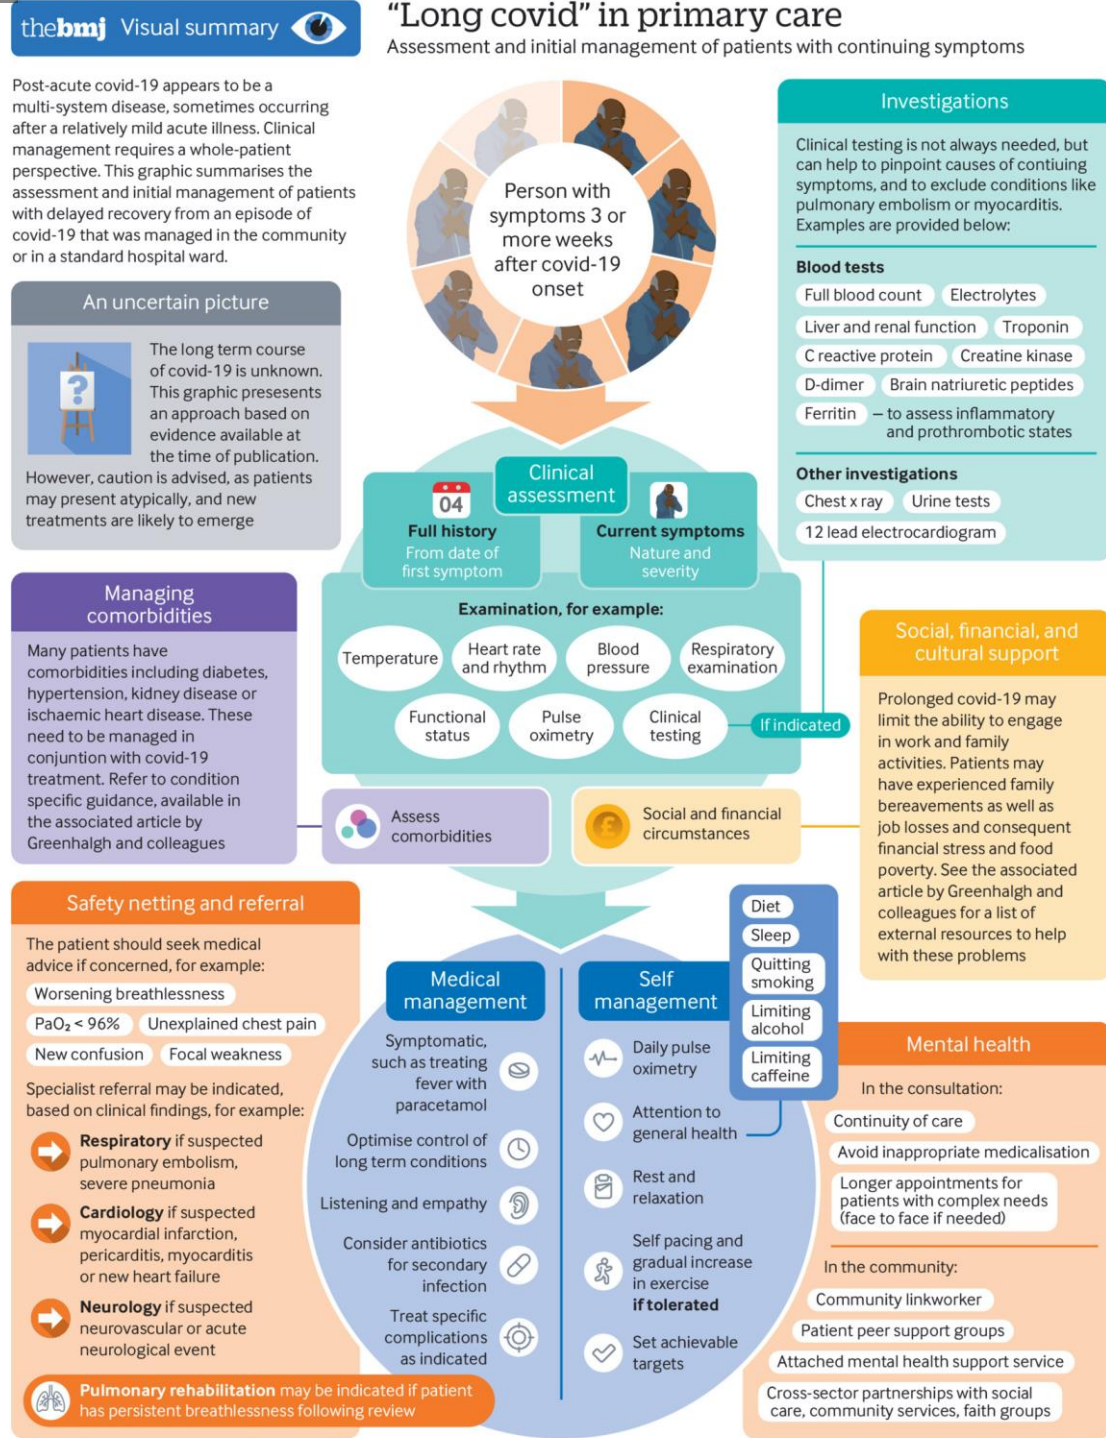 thebmj Visual summary
"Long covid" in primary care
Assessment and initial management of patients with continuing symptoms
Post-acute covid-19 appears to be a
multi-system disease, sometimes occurring
after a relatively mild acute illness. Clinical
management requires a whole-patient
perspective. This graphic summarises the
assessment and initial management of patients
with delayed recovery from an episode of
covid-19 that was managed in the community
or in a standard hospital ward.
An uncertain picture
?
The long term course
of covid-19 is unknown.
This graphic presesents
an approach based on
evidence available at
the time of publication.
However, caution is advised, as patients
may present atypically, and new
treatments are likely to emerge
Person with
symptoms 3 or
more weeks
after covid-19
onset
Investigations
Clinical testing is not always needed, but
can help to pinpoint causes of contiuing
symptoms, and to exclude conditions like
pulmonary embolism or myocarditis.
Examples are provided below:
Blood tests
Full blood count Electrolytes
Liver and renal function Troponin
C reactive protein Creatine kinase
D-dimer Brain natriuretic peptides
Ferritin – to assess inflammatory
and prothrombotic states
Other investigations
Chest x ray Urine tests
12 lead electrocardiogram
Clinical
assessment
04
Full history
From date of
first symptom
Current symptoms
Nature and
severity
Examination, for example:
Temperature
Heart rate
and rhythm
Blood
pressure
Respiratory
examination
Functional
status
Pulse
oximetry
Clinical
testing
If indicated
Managing
comorbidities
Many patients have
comorbidities including diabetes,
hypertension, kidney disease or
ischaemic heart disease. These
need to be managed in
conjuntion with covid-19
treatment. Refer to condition
specific guidance, available in
the associated article by
Greenhalgh and colleagues
Assess
comorbidities
£
Social and financial
circumstances
Social, financial, and
cultural support
Prolonged covid-19 may
limit the ability to engage
in work and family
activities. Patients may
have experienced family
bereavements as well as
job losses and consequent
financial stress and food
poverty. See the associated
article by Greenhalgh and
colleagues for a list of
external resources to help
with these problems
Safety netting and referral
The patient should seek medical
advice if concerned, for example:
Worsening breathlessness
PaO₂ < 96% Unexplained chest pain
New confusion Focal weakness
Specialist referral may be indicated,
based on clinical findings, for example:
Respiratory if suspected
pulmonary embolism,
severe pneumonia
Cardiology if suspected
myocardial infarction,
pericarditis, myocarditis
or new heart failure
Neurology if suspected
neurovascular or acute
neurological event
Pulmonary rehabilitation may be indicated if patient
has persistent breathlessness following review
Medical
management
Symptomatic,
such as treating
fever with
paracetamol
Optimise control of
long term conditions
Listening and empathy
Consider antibiotics
for secondary
infection
Treat specific
complications
as indicated
Self
management
Daily pulse
oximetry
Attention to
general health
Rest and
relaxation
Self pacing and
gradual increase
in exercise
if tolerated
Set achievable
targets
Diet
Sleep
Quitting
smoking
Limiting
alcohol
Limiting
caffeine
Mental health
In the consultation:
Continuity of care
Avoid inappropriate medicalisation
Longer appointments for
patients with complex needs
(face to face if needed)
In the community:
Community linkworker
Patient peer support groups
Attached mental health support service
Cross-sector partnerships with social
care, community services, faith groups